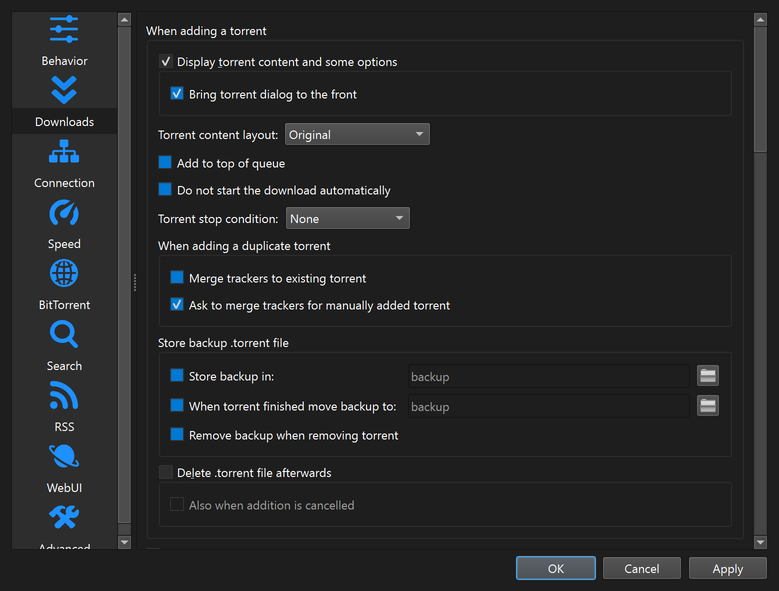 Behavior
Downloads
Connection
Speed
BitTorrent
Search
RSS
WebUI
Advanced
When adding a torrent
Display torrent content and some options
Bring torrent dialog to the front
Torrent content layout: Original
Add to top of queue
Do not start the download automatically
Torrent stop condition: None
When adding a duplicate torrent
Merge trackers to existing torrent
Ask to merge trackers for manually added torrent
Store backup .torrent file
Store backup in: backup
When torrent finished move backup to: backup
Remove backup when removing torrent
Delete .torrent file afterwards
Also when addition is cancelled
OK Cancel Apply